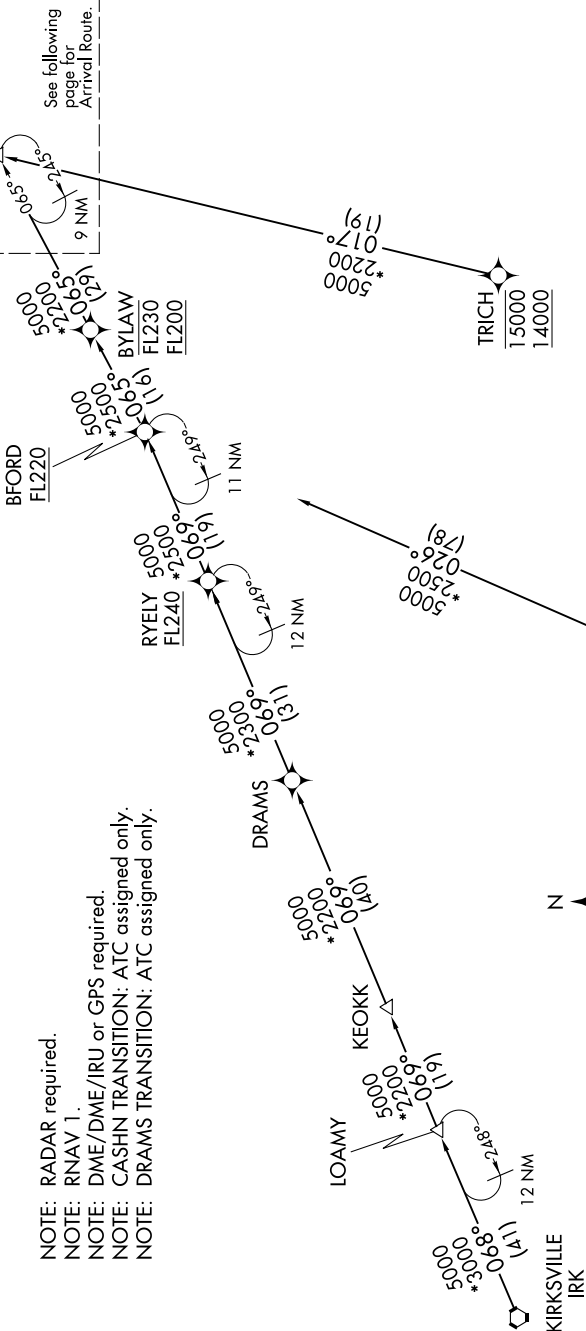 See following
page for
Arrival Route.
065°
245°
9 NM
5000
*2200
065°
(29)
BYLAW
FL230
FL200
5000
*2500
065°
(16)
BFORD
FL220
249°
11 NM
5000
*2500
069°
(19)
RYELY
FL240
249°
12 NM
5000
*2300
069°
(31)
DRAMS
5000
*2200
069°
(40)
KEOKK
5000
*2200
069°
(19)
LOAMY
248°
12 NM
5000
*3000
068°
(41)
KIRKSVILLE
IRK
5000
*2200
017°
(19)
TRICH
15000
14000
5000
*2500
026°
(78)
N
NOTE: RADAR required.
NOTE: RNAV 1.
NOTE: DME/DME/IRU or GPS required.
NOTE: CASHN TRANSITION: ATC assigned only.
NOTE: DRAMS TRANSITION: ATC assigned only.